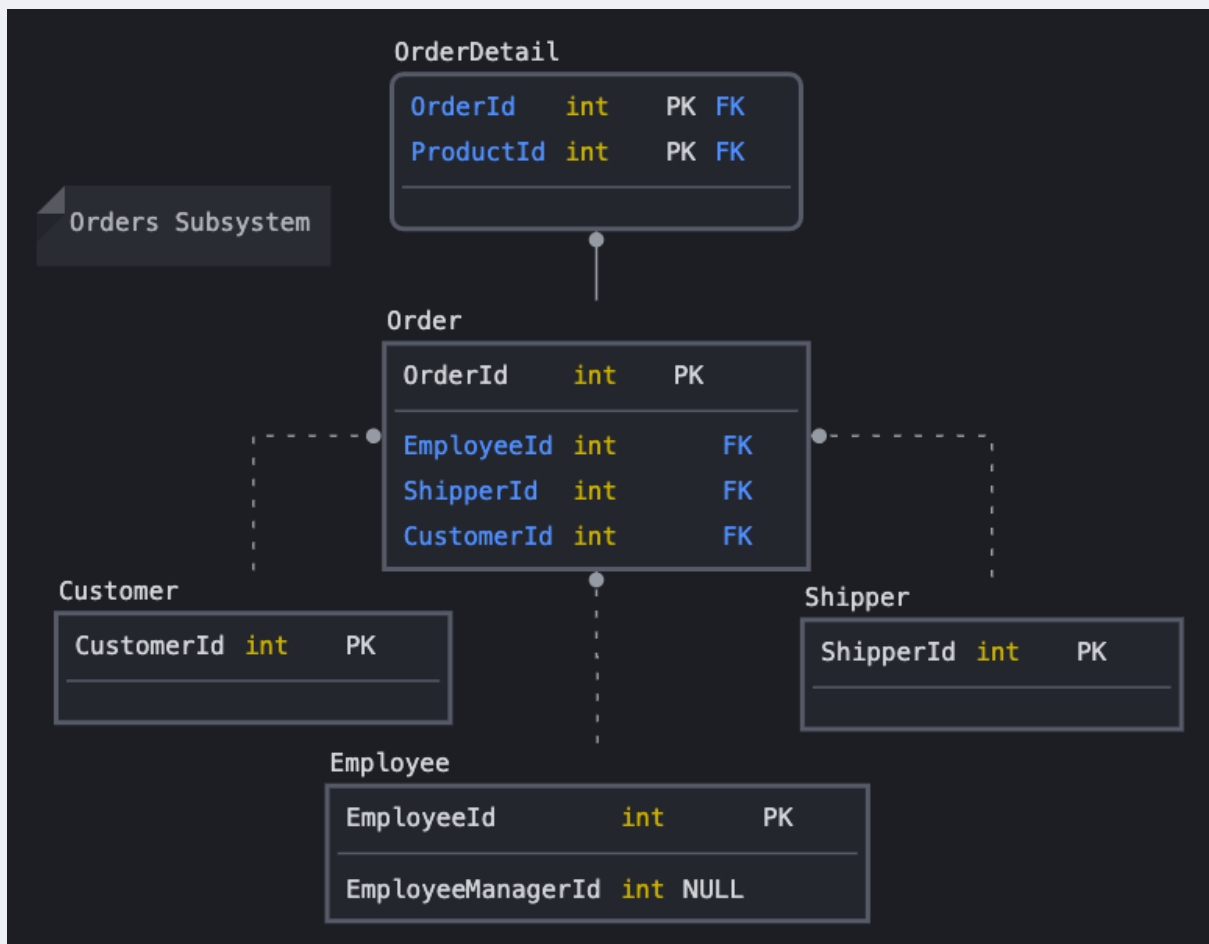 OrderDetail
OrderId int PK FK
ProductId int PK FK
Orders Subsystem
Order
OrderId int PK
EmployeeId int FK
ShipperId int FK
CustomerId int FK
Customer
CustomerId int PK
Shipper
ShipperId int PK
Employee
EmployeeId int PK
EmployeeManagerId int NULL